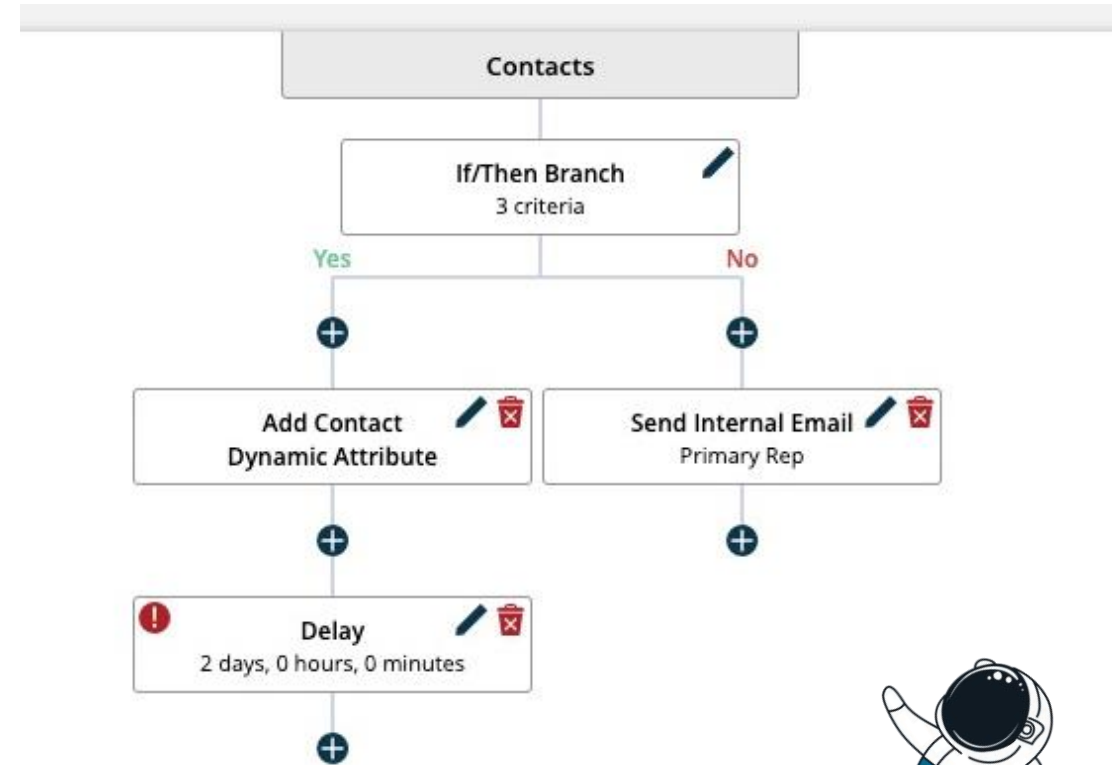 Contacts
If/Then Branch
3 criteria
Yes
No
Add Contact
Dynamic Attribute
Send Internal Email
Primary Rep
Delay
2 days, 0 hours, 0 minutes